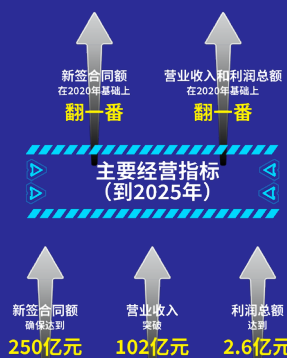 新签合同额
在2020年基础上
翻一番
营业收入和利润总额
在2020年基础上
翻一番
主要经营指标
（到2025年）
新签合同额
确保达到
250亿元
营业收入
突破
102亿元
利润总额
达到
2.6亿元